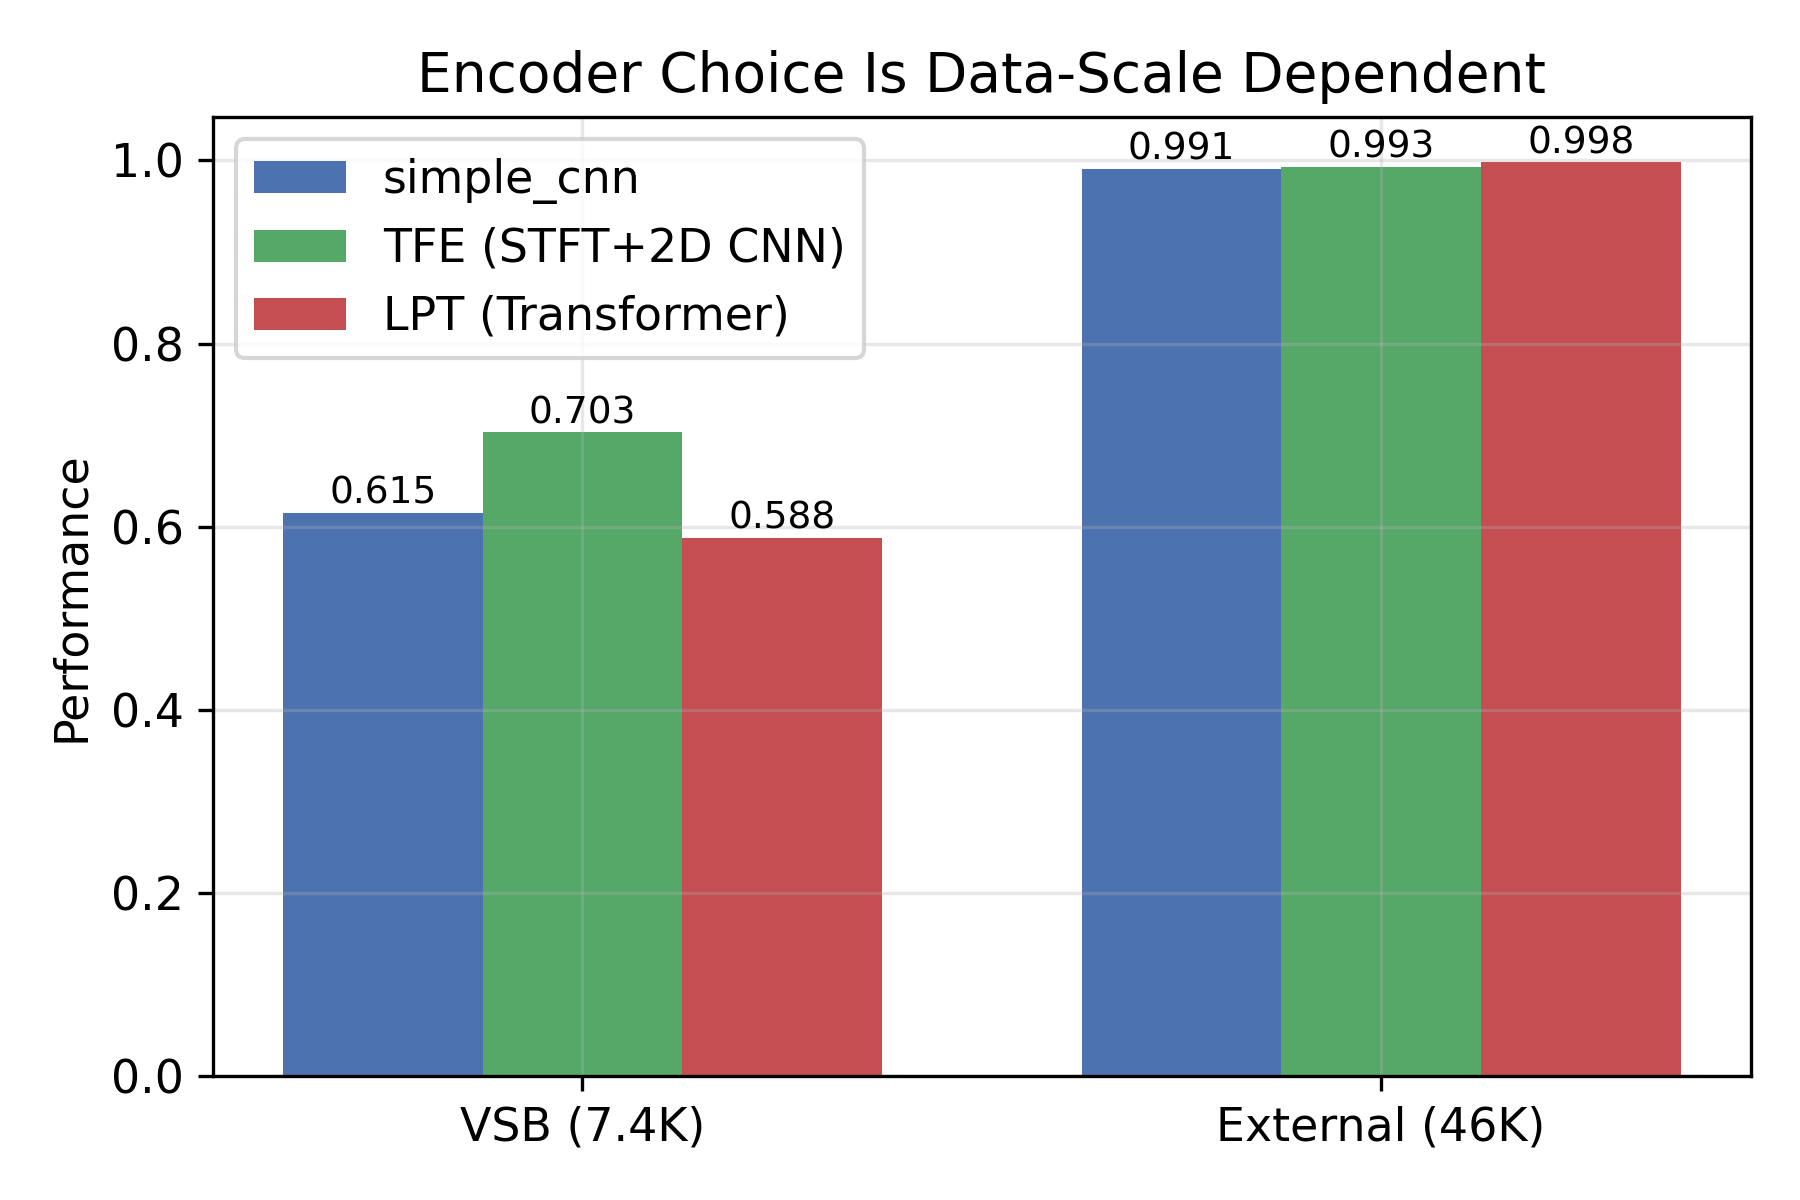 Encoder Choice Is Data-Scale Dependent
simple_cnn
TFE (STFT+2D CNN)
LPT (Transformer)
Performance
1.0
0.8
0.6
0.4
0.2
0.0
0.615
0.703
0.588
0.991
0.993
0.998
VSB (7.4K)
External (46K)